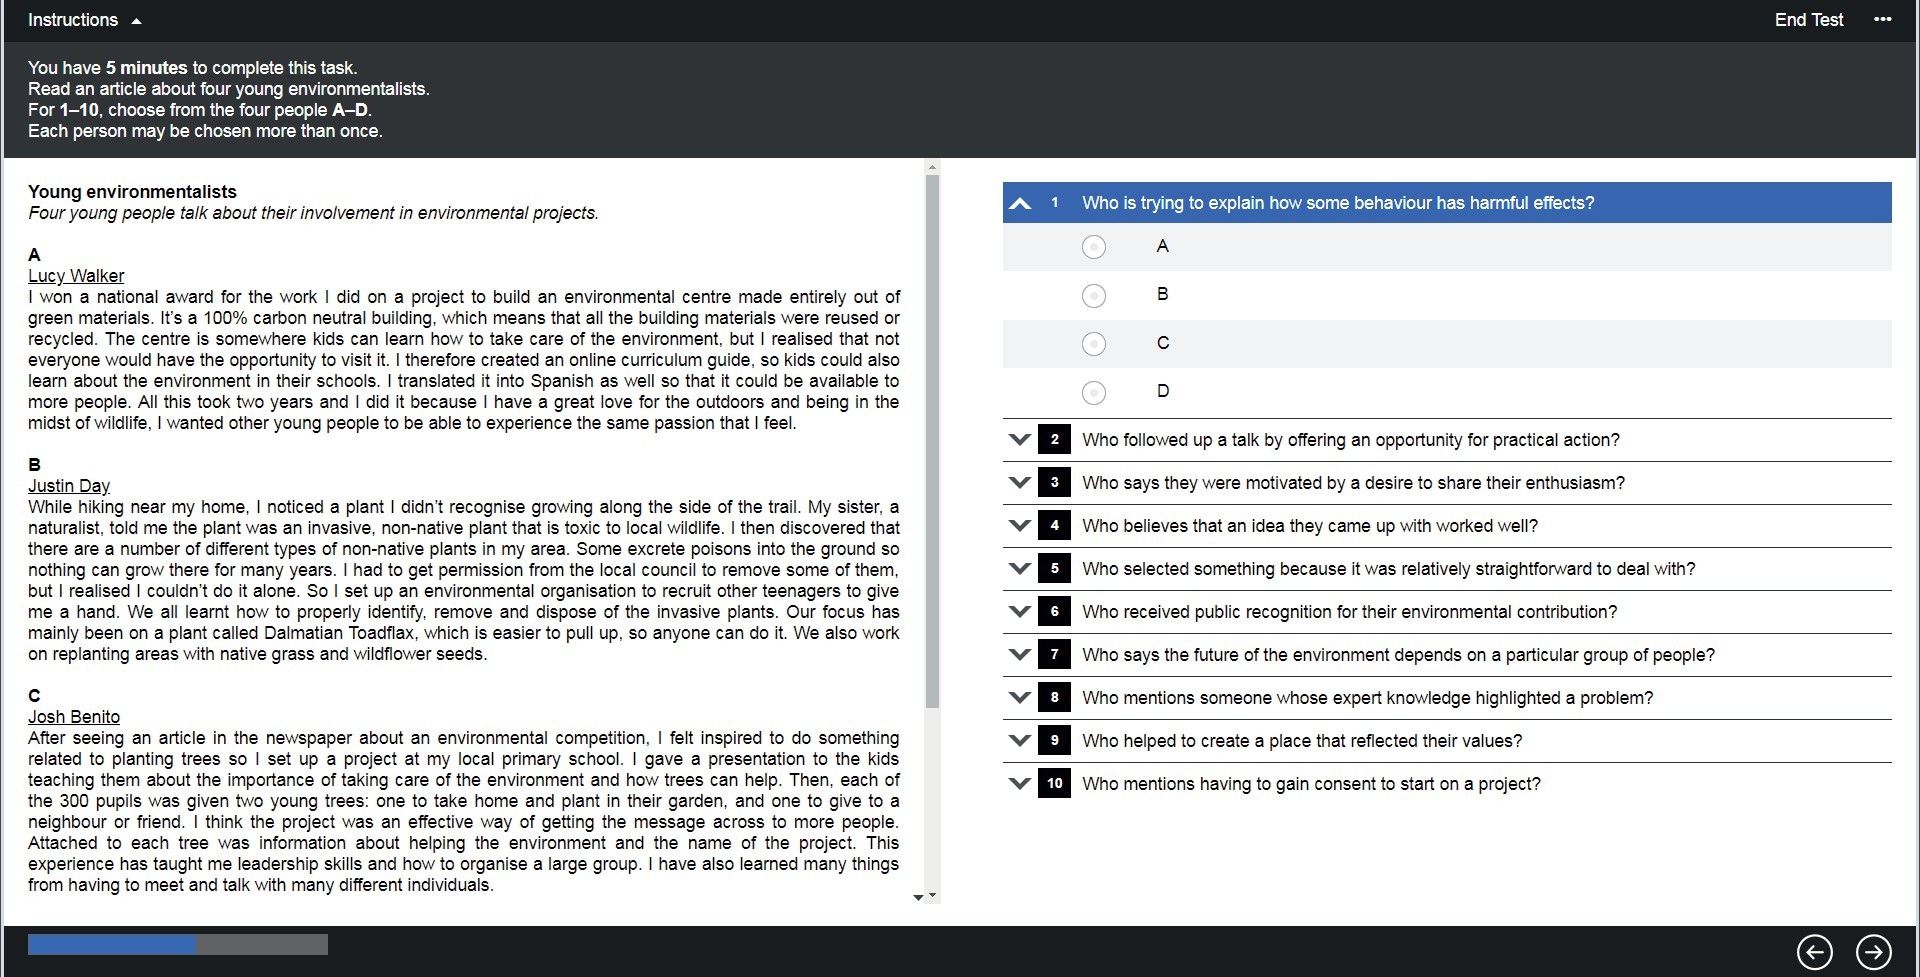 Instructions
End Test
You have 5 minutes to complete this task.
Read an article about four young environmentalists.
For 1–10, choose from the four people A–D.
Each person may be chosen more than once.
Young environmentalists
Four young people talk about their involvement in environmental projects.
A
Lucy Walker
I won a national award for the work I did on a project to build an environmental centre made entirely out of
green materials. It's a 100% carbon neutral building, which means that all the building materials were reused or
recycled. The centre is somewhere kids can learn how to take care of the environment, but I realised that not
everyone would have the opportunity to visit it. I therefore created an online curriculum guide, so kids could also
learn about the environment in their schools. I translated it into Spanish as well so that it could be available to
more people. All this took two years and I did it because I have a great love for the outdoors and being in the
midst of wildlife, I wanted other young people to be able to experience the same passion that I feel.
B
Justin Day
While hiking near my home, I noticed a plant I didn't recognise growing along the side of the trail. My sister, a
naturalist, told me the plant was an invasive, non-native plant that is toxic to local wildlife. I then discovered that
there are a number of different types of non-native plants in my area. Some excrete poisons into the ground so
nothing can grow there for many years. I had to get permission from the local council to remove some of them,
but I realised I couldn't do it alone. So I set up an environmental organisation to recruit other teenagers to give
me a hand. We all learnt how to properly identify, remove and dispose of the invasive plants. Our focus has
mainly been on a plant called Dalmatian Toadflax, which is easier to pull up, so anyone can do it. We also work
on replanting areas with native grass and wildflower seeds.
C
Josh Benito
After seeing an article in the newspaper about an environmental competition, I felt inspired to do something
related to planting trees so I set up a project at my local primary school. I gave a presentation to the kids
teaching them about the importance of taking care of the environment and how trees can help. Then, each of
the 300 pupils was given two young trees: one to take home and plant in their garden, and one to give to a
neighbour or friend. I think the project was an effective way of getting the message across to more people.
Attached to each tree was information about helping the environment and the name of the project. This
experience has taught me leadership skills and how to organise a large group. I have also learned many things
from having to meet and talk with many different individuals.
1 Who is trying to explain how some behaviour has harmful effects?
A
B
C
D
2 Who followed up a talk by offering an opportunity for practical action?
3 Who says they were motivated by a desire to share their enthusiasm?
4 Who believes that an idea they came up with worked well?
5 Who selected something because it was relatively straightforward to deal with?
6 Who received public recognition for their environmental contribution?
7 Who says the future of the environment depends on a particular group of people?
8 Who mentions someone whose expert knowledge highlighted a problem?
9 Who helped to create a place that reflected their values?
10 Who mentions having to gain consent to start on a project?